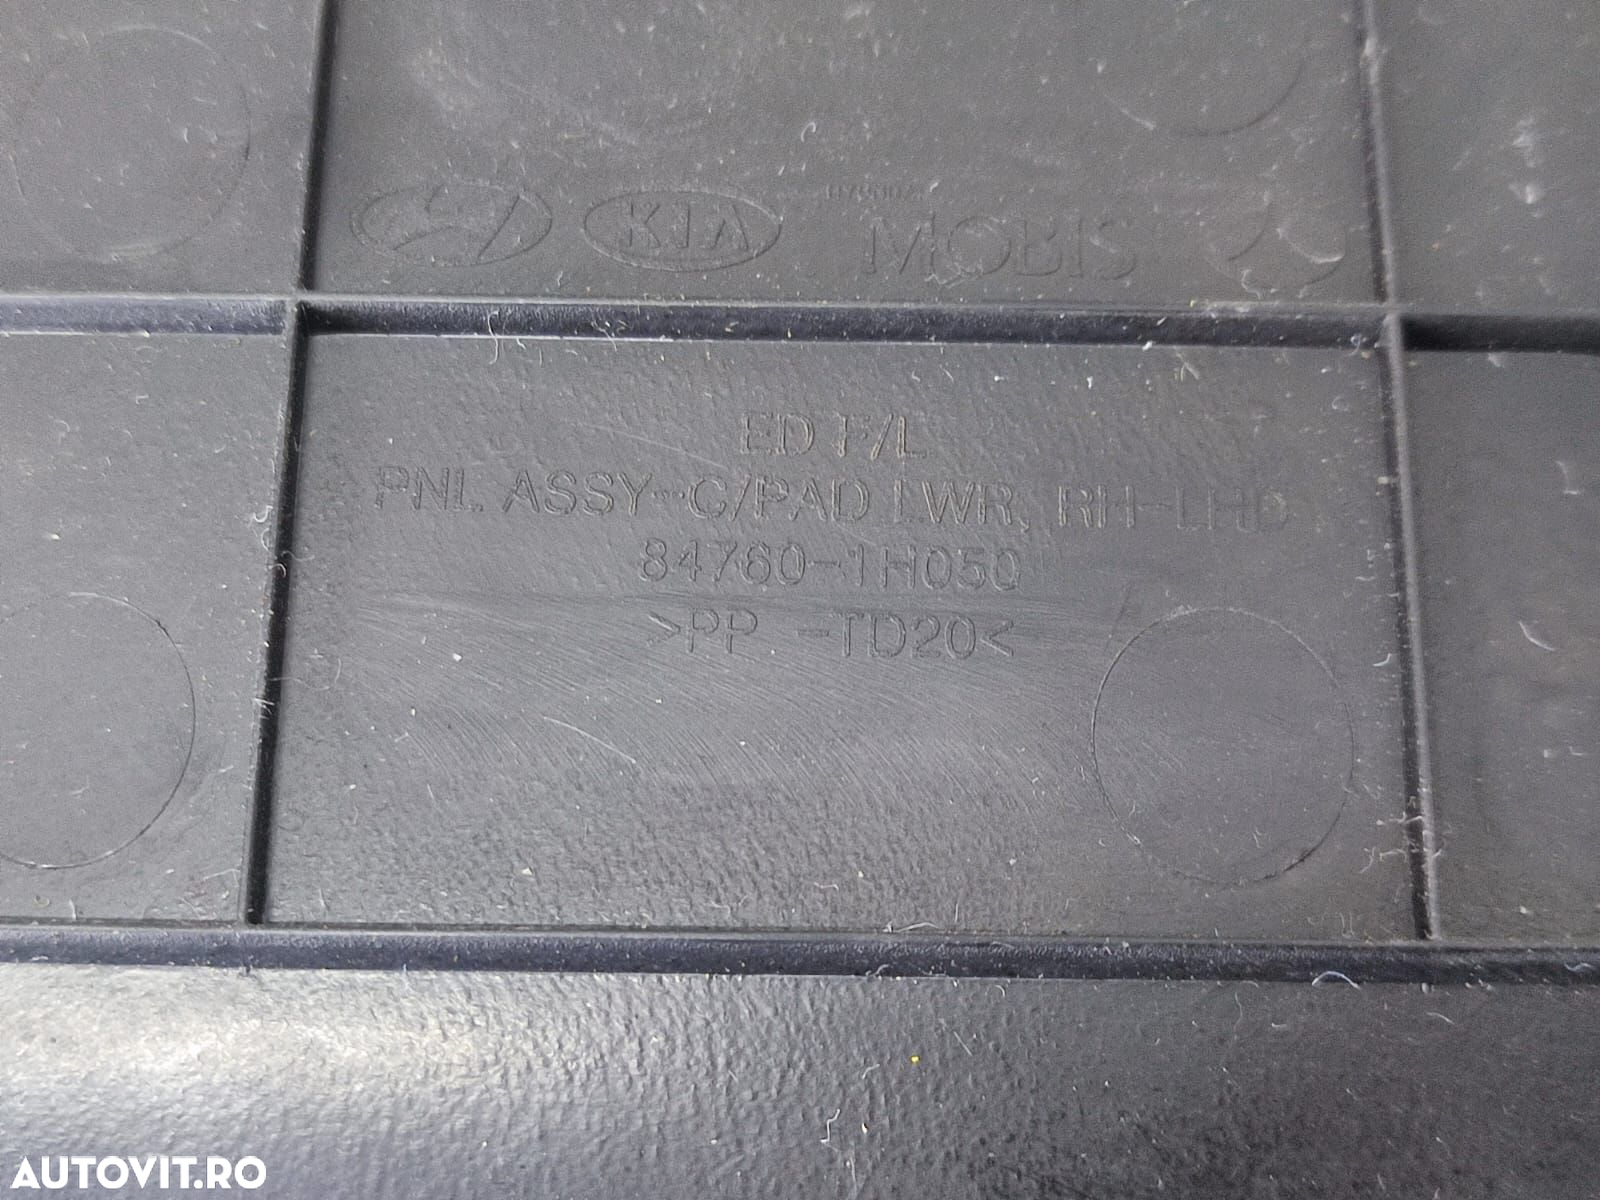 KIA
MOBIS
ED F/L
PNL ASSY-C/PAD LWR, RH-LHD
84760-1H050
>PP -TD20<
AUTOVIT.RO